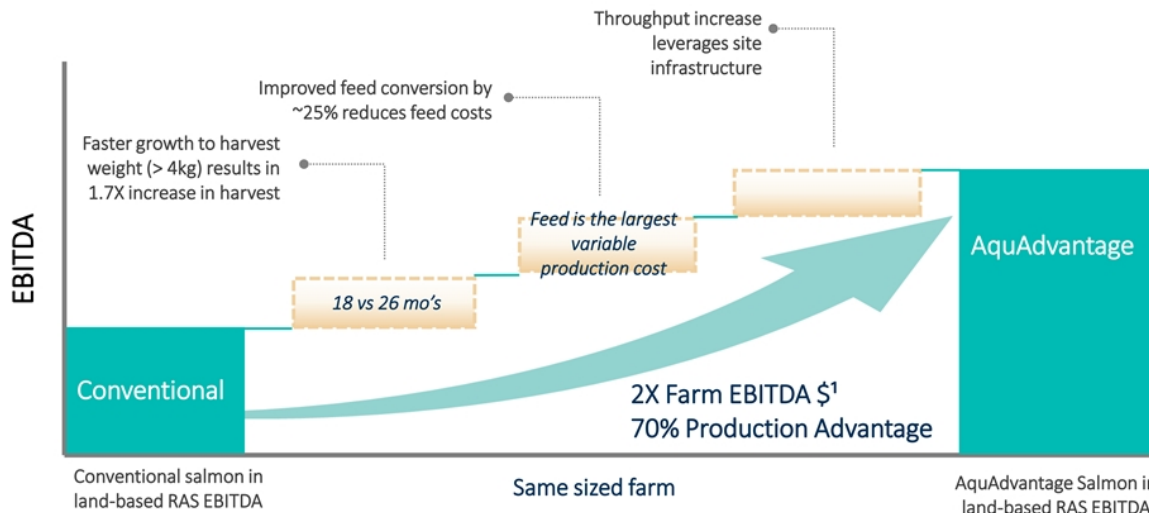 Throughput increase
leverages site
infrastructure
Improved feed conversion by
~25% reduces feed costs
Faster growth to harvest
weight (> 4kg) results in
1.7X increase in harvest
EBITDA
Feed is the largest
variable
production cost
18 vs 26 mo's
AquAdvantage
Conventional
2X Farm EBITDA $¹
70% Production Advantage
Conventional salmon in
land-based RAS EBITDA
Same sized farm
AquAdvantage Salmon in
land-based RAS EBITDA